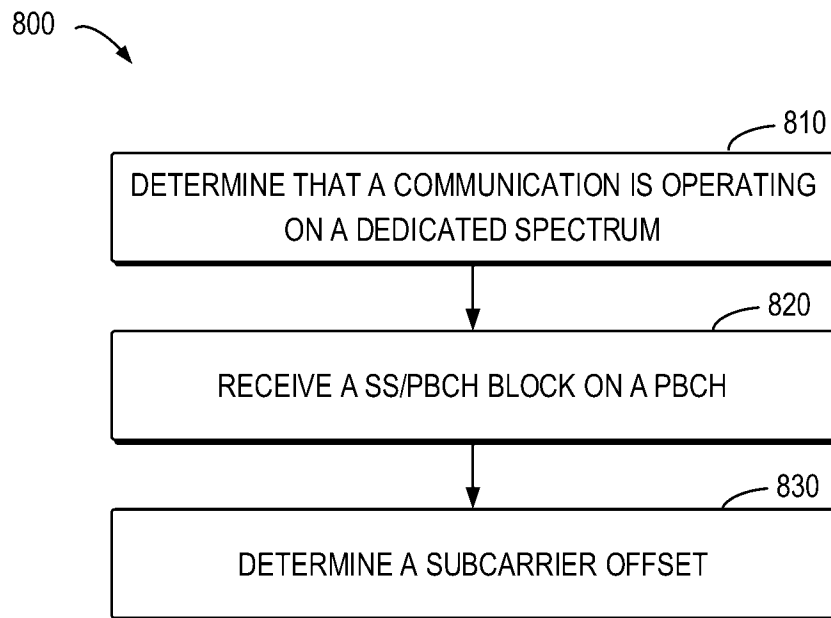 800
810
DETERMINE THAT A COMMUNICATION IS OPERATING
ON A DEDICATED SPECTRUM
820
RECEIVE A SS/PBCH BLOCK ON A PBCH
830
DETERMINE A SUBCARRIER OFFSET